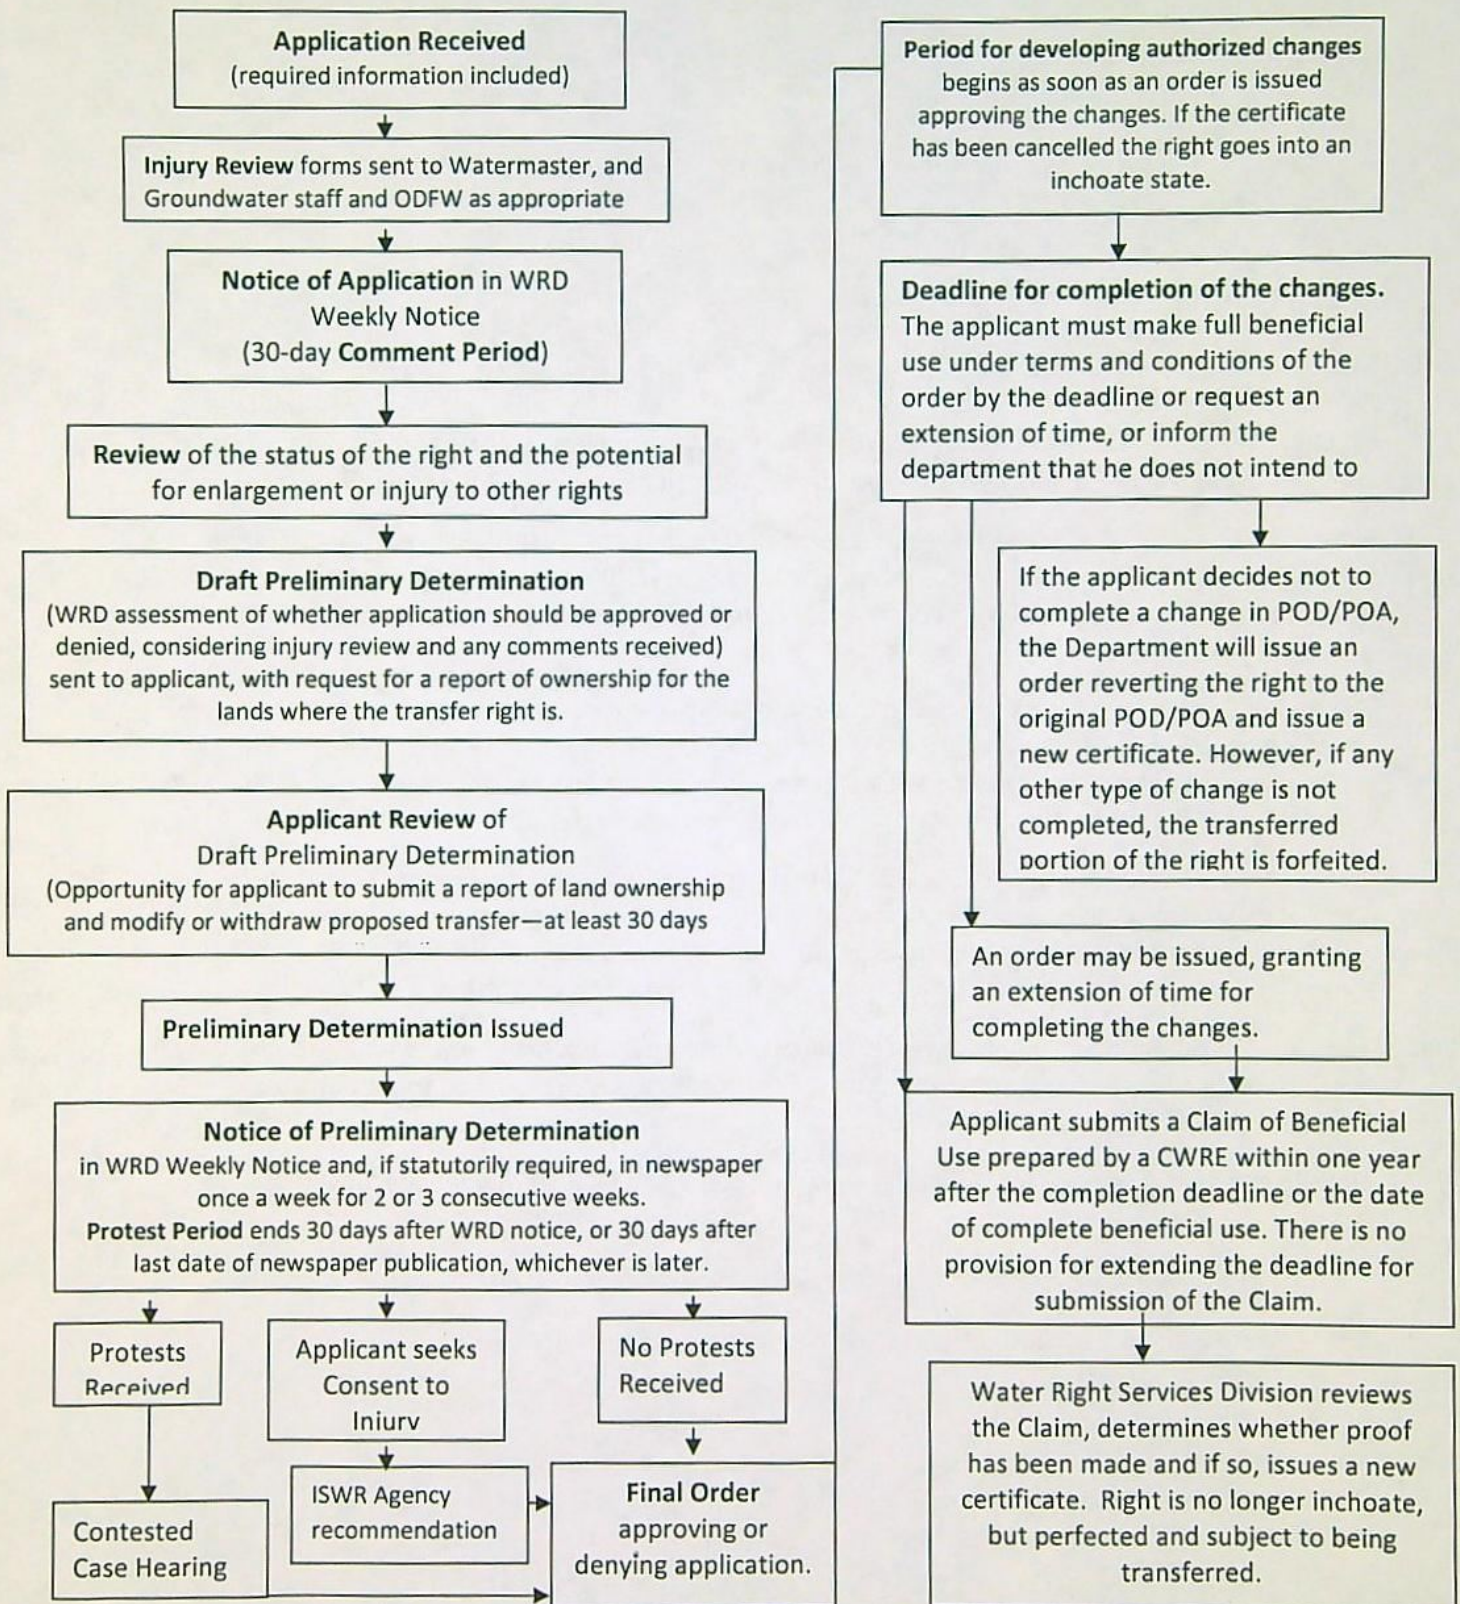 Application Received
(required information included)
Injury Review forms sent to Watermaster, and
Groundwater staff and ODFW as appropriate
Notice of Application in WRD
Weekly Notice
(30-day Comment Period)
Review of the status of the right and the potential
for enlargement or injury to other rights
Draft Preliminary Determination
(WRD assessment of whether application should be approved or
denied, considering injury review and any comments received)
sent to applicant, with request for a report of ownership for the
lands where the transfer right is.
Applicant Review of
Draft Preliminary Determination
(Opportunity for applicant to submit a report of land ownership
and modify or withdraw proposed transfer—at least 30 days
Preliminary Determination Issued
Notice of Preliminary Determination
in WRD Weekly Notice and, if statutorily required, in newspaper
once a week for 2 or 3 consecutive weeks.
Protest Period ends 30 days after WRD notice, or 30 days after
last date of newspaper publication, whichever is later.
Protests
Received
Applicant seeks
Consent to
Injury
No Protests
Received
Contested
Case Hearing
ISWR Agency
recommendation
Final Order
approving or
denying application.
Period for developing authorized changes
begins as soon as an order is issued
approving the changes. If the certificate
has been cancelled the right goes into an
inchoate state.
Deadline for completion of the changes.
The applicant must make full beneficial
use under terms and conditions of the
order by the deadline or request an
extension of time, or inform the
department that he does not intend to
If the applicant decides not to
complete a change in POD/POA,
the Department will issue an
order reverting the right to the
original POD/POA and issue a
new certificate. However, if any
other type of change is not
completed, the transferred
portion of the right is forfeited.
An order may be issued, granting
an extension of time for
completing the changes.
Applicant submits a Claim of Beneficial
Use prepared by a CWRE within one year
after the completion deadline or the date
of complete beneficial use. There is no
provision for extending the deadline for
submission of the Claim.
Water Right Services Division reviews
the Claim, determines whether proof
has been made and if so, issues a new
certificate. Right is no longer inchoate,
but perfected and subject to being
transferred.